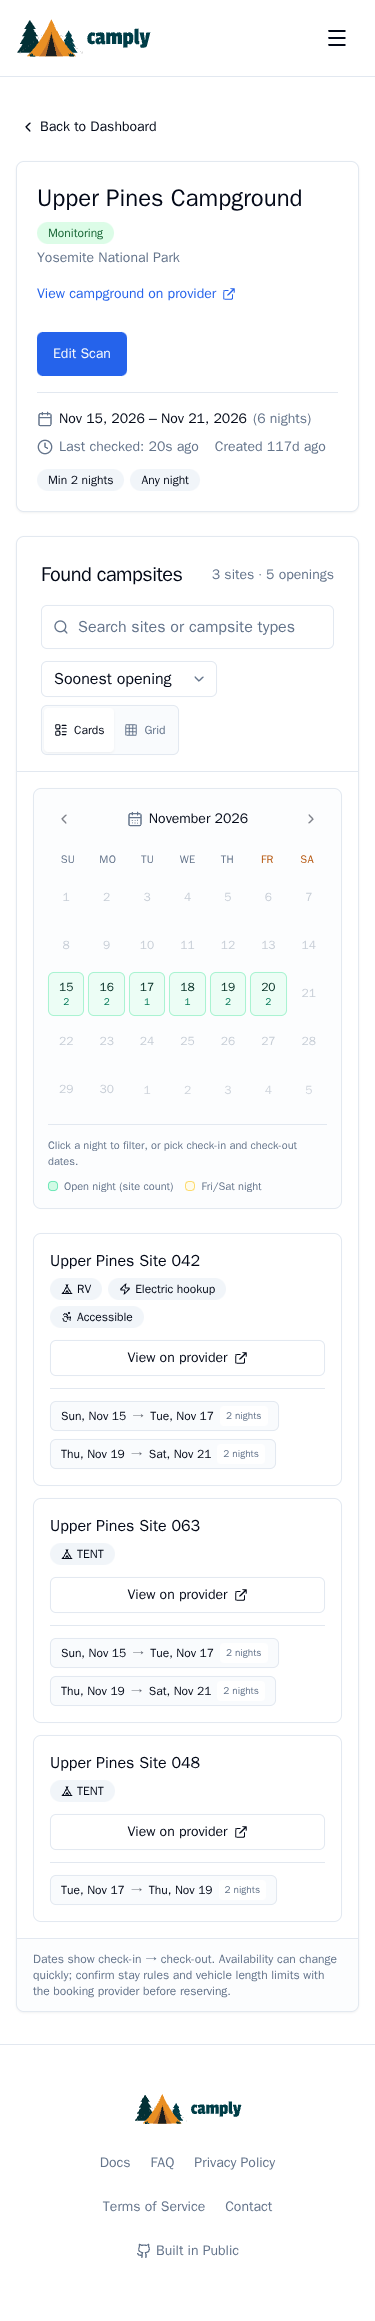 camply
Back to Dashboard
Upper Pines Campground
Monitoring
Yosemite National Park
View campground on provider
Edit Scan
Nov 15, 2026 – Nov 21, 2026 (6 nights)
Last checked: 20s ago Created 117d ago
Min 2 nights Any night
Found campsites 3 sites · 5 openings
Search sites or campsite types
Soonest opening
Cards Grid
November 2026
SU MO TU WE TH FR SA
1 2 3 4 5 6 7
8 9 10 11 12 13 14
15 16 17 18 19 20 21
2 2 1 1 2 2
22 23 24 25 26 27 28
29 30 1 2 3 4 5
Click a night to filter, or pick check-in and check-out
dates.
Open night (site count) Fri/Sat night
Upper Pines Site 042
RV Electric hookup
Accessible
View on provider
Sun, Nov 15 → Tue, Nov 17 2 nights
Thu, Nov 19 → Sat, Nov 21 2 nights
Upper Pines Site 063
TENT
View on provider
Sun, Nov 15 → Tue, Nov 17 2 nights
Thu, Nov 19 → Sat, Nov 21 2 nights
Upper Pines Site 048
TENT
View on provider
Tue, Nov 17 → Thu, Nov 19 2 nights
Dates show check-in → check-out. Availability can change
quickly; confirm stay rules and vehicle length limits with
the booking provider before reserving.
camply
Docs FAQ Privacy Policy
Terms of Service Contact
Built in Public